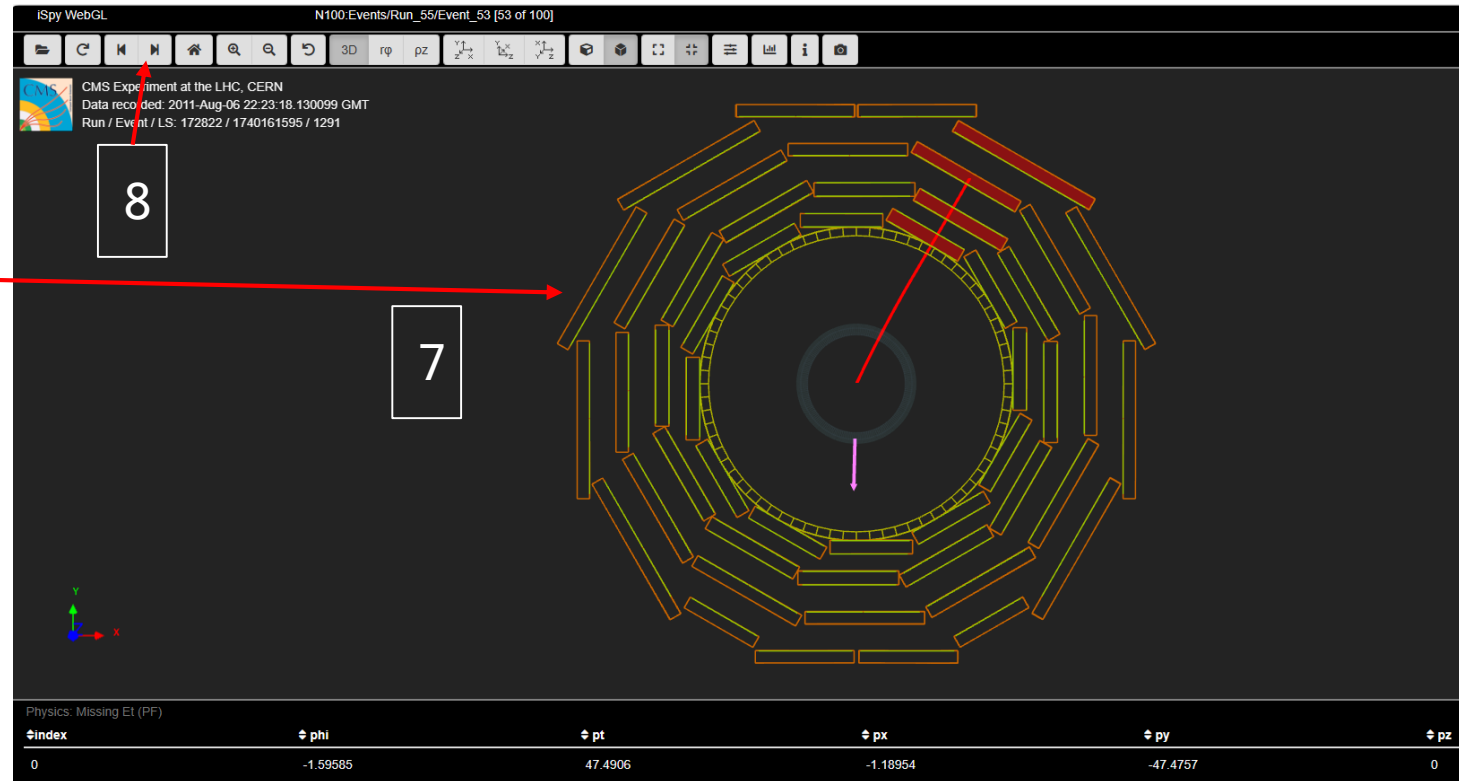 iSpy WebGL
N100:Events/Run_55/Event_53 [53 of 100]
3D rφ ρz
CMS
CMS Experiment at the LHC, CERN
Data recorded: 2011-Aug-06 22:23:18.130099 GMT
Run / Event / LS: 172822 / 1740161595 / 1291
8
7
Y
Z X
Physics: Missing Et (PF)
index phi pt px py pz
0 -1.59585 47.4906 -1.18954 -47.4757 0